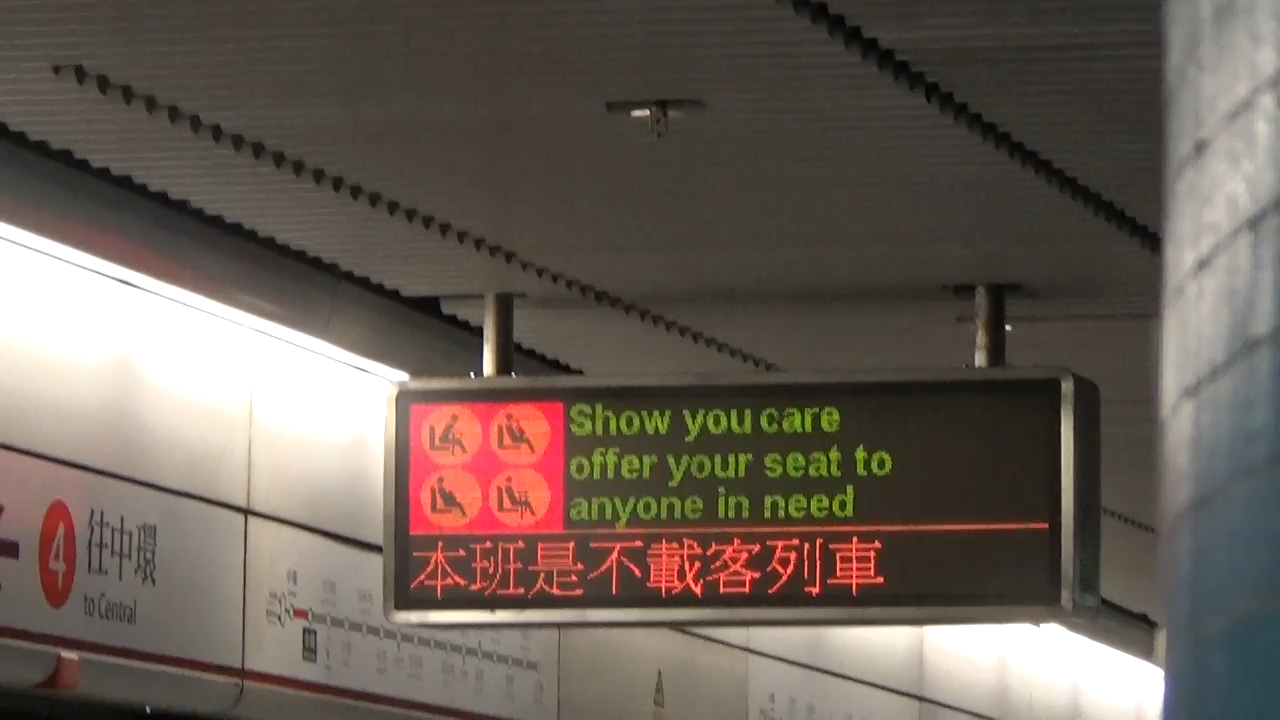 Show you care
offer your seat to
anyone in need
本班是不載客列車
4 往中環
to Central